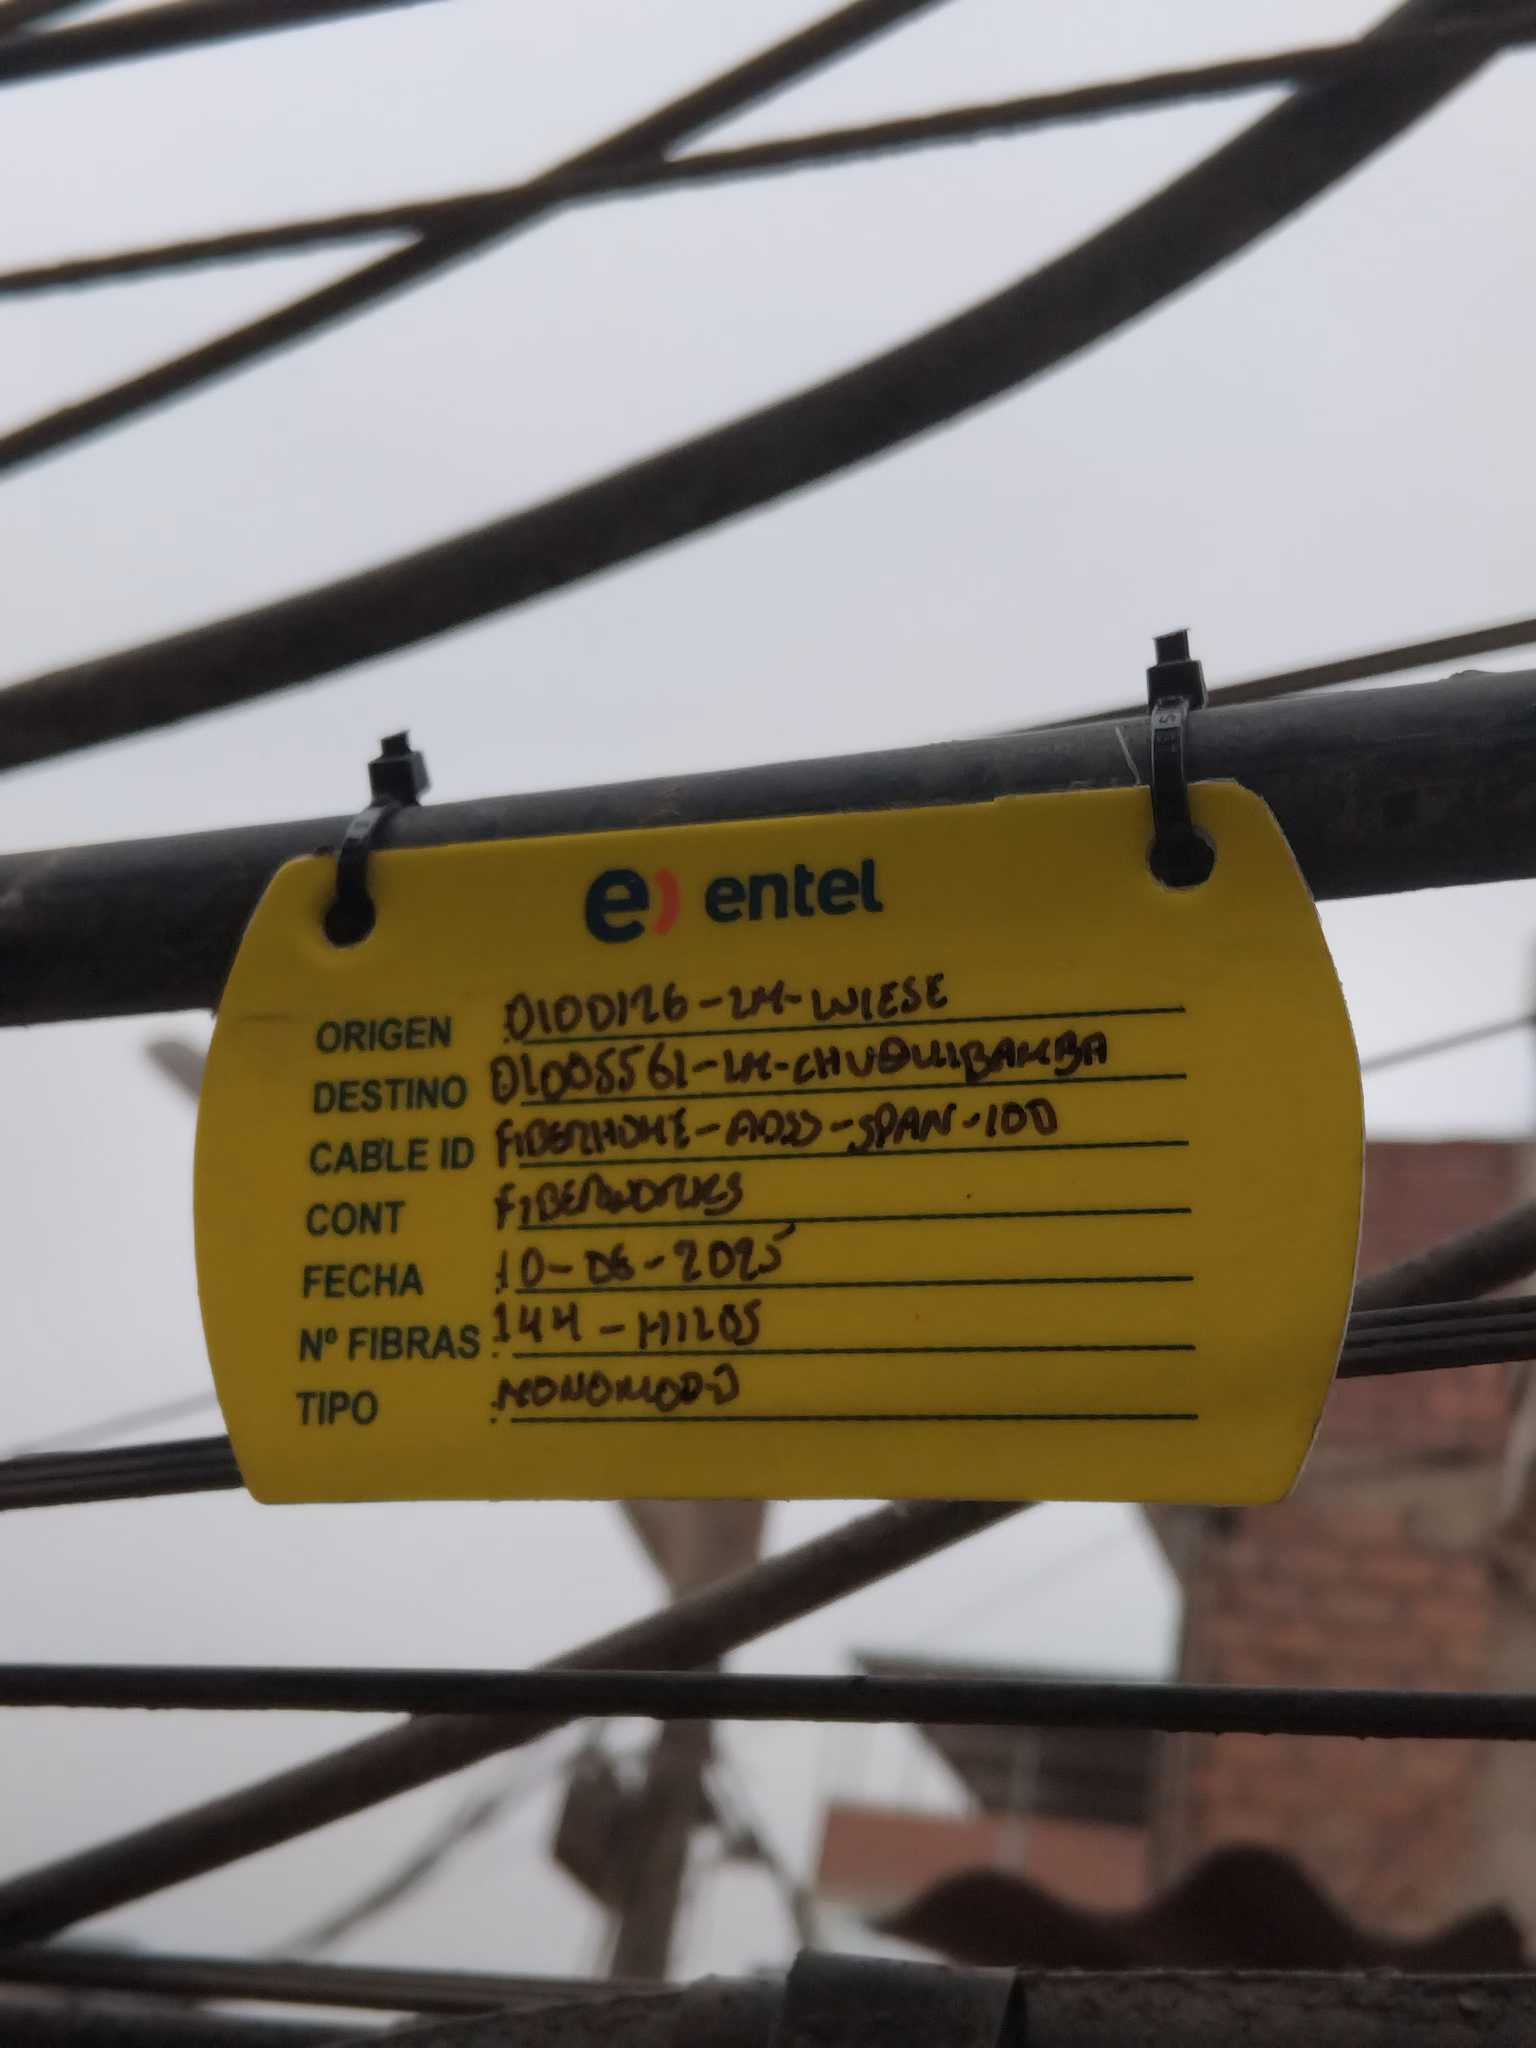 e) entel
ORIGEN 0100126-LM-WIESE
DESTINO 01005561-LM-CHUQUIBAMBA
CABLE ID FIBERHOME-ADSS-SPAN-100
CONT FIBERWORKS
FECHA 10-06-2025
Nº FIBRAS 144-HILOS
TIPO MONOMODO